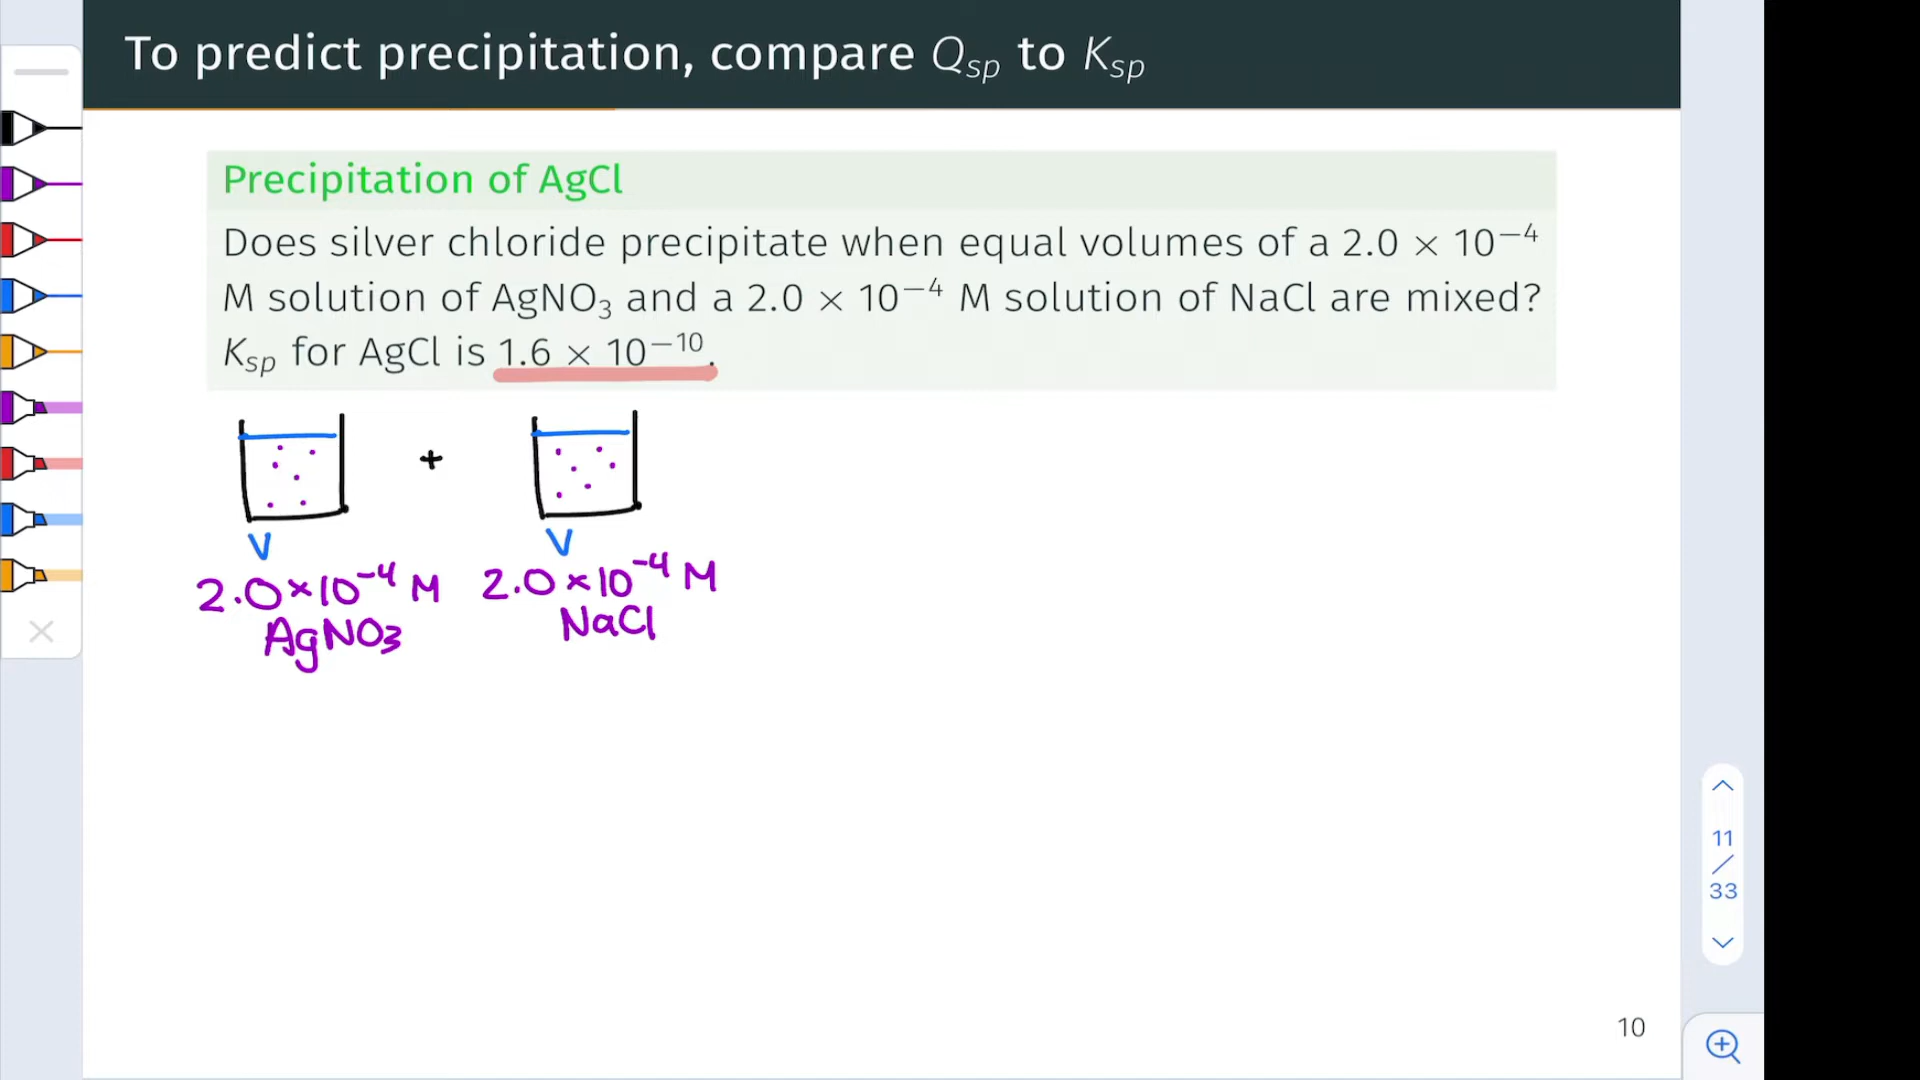 To predict precipitation, compare Qsp to Ksp
Precipitation of AgCl
Does silver chloride precipitate when equal volumes of a 2.0 × 10⁻⁴
M solution of AgNO₃ and a 2.0 × 10⁻⁴ M solution of NaCl are mixed?
Ksp for AgCl is 1.6 × 10⁻¹⁰.
+
V V
2.0×10⁻⁴ M 2.0×10⁻⁴ M
AgNO₃ NaCl
11
/
33
10